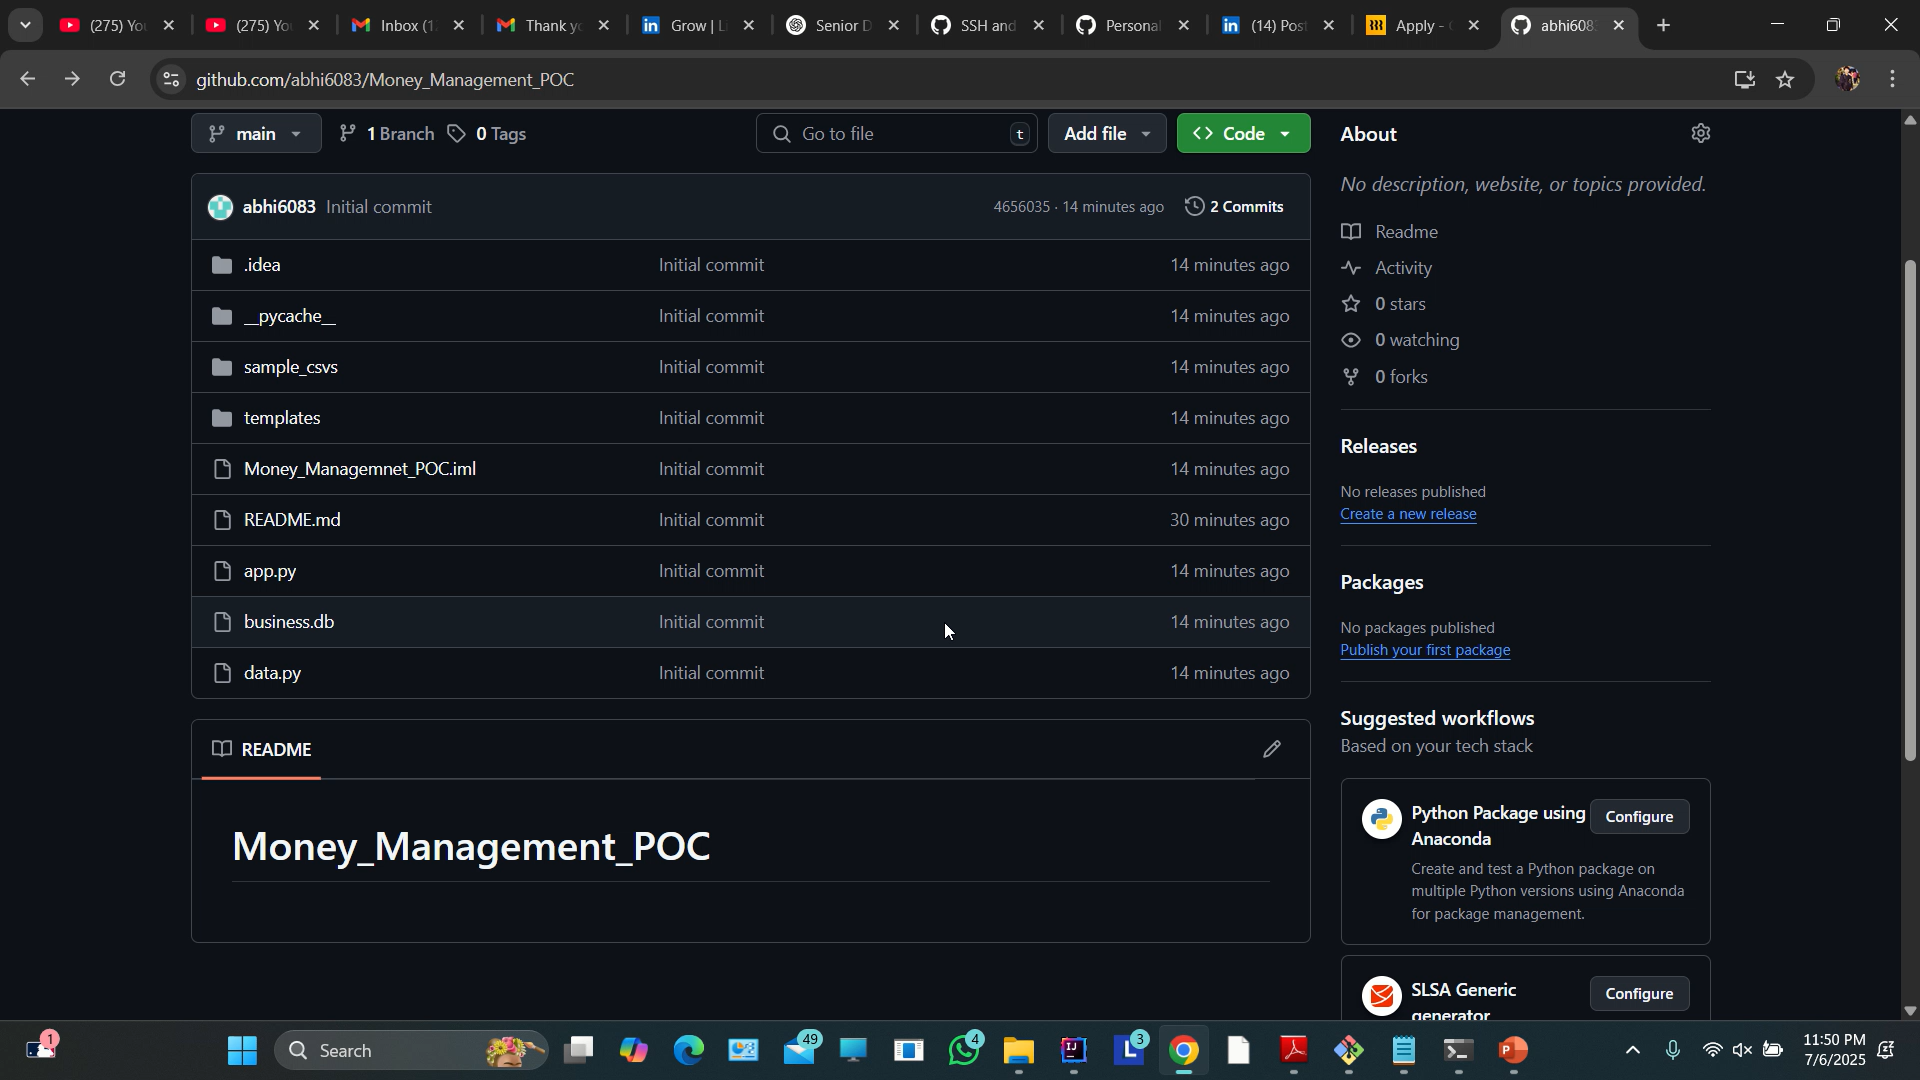 (275) Yo
(275) Yo
Inbox (1
Thank yo
Grow | L
Senior D
SSH and
Personal
(14) Post
Apply -
abhi608
github.com/abhi6083/Money_Management_POC
main
1 Branch
0 Tags
Go to file
t
Add file
Code
abhi6083 Initial commit
4656035 · 14 minutes ago
2 Commits
.idea Initial commit 14 minutes ago
__pycache__ Initial commit 14 minutes ago
sample_csvs Initial commit 14 minutes ago
templates Initial commit 14 minutes ago
Money_Managemnet_POC.iml Initial commit 14 minutes ago
README.md Initial commit 30 minutes ago
app.py Initial commit 14 minutes ago
business.db Initial commit 14 minutes ago
data.py Initial commit 14 minutes ago
README
Money_Management_POC
About
No description, website, or topics provided.
Readme
Activity
0 stars
0 watching
0 forks
Releases
No releases published
Create a new release
Packages
No packages published
Publish your first package
Suggested workflows
Based on your tech stack
Python Package using
Anaconda
Configure
Create and test a Python package on
multiple Python versions using Anaconda
for package management.
SLSA Generic
generator
Configure
1
Search
49
4
3
11:50 PM
7/6/2025